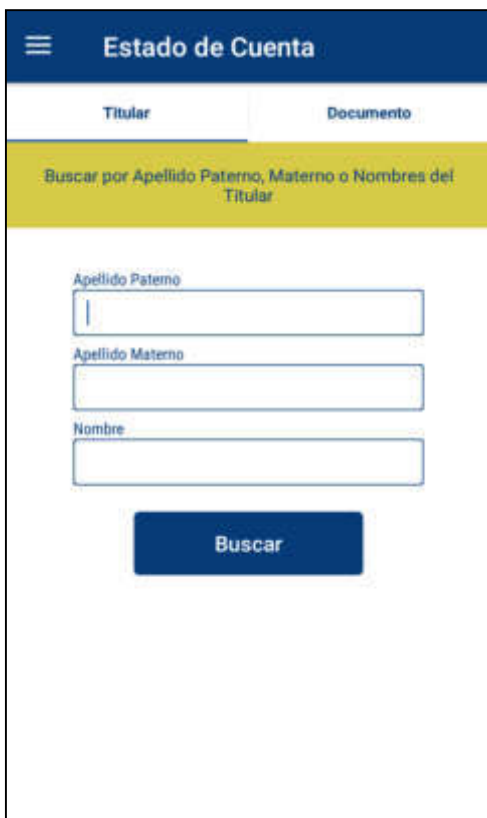 Estado de Cuenta
Titular
Documento
Buscar por Apellido Paterno, Materno o Nombres del
Titular
Apellido Paterno
Apellido Materno
Nombre
Buscar